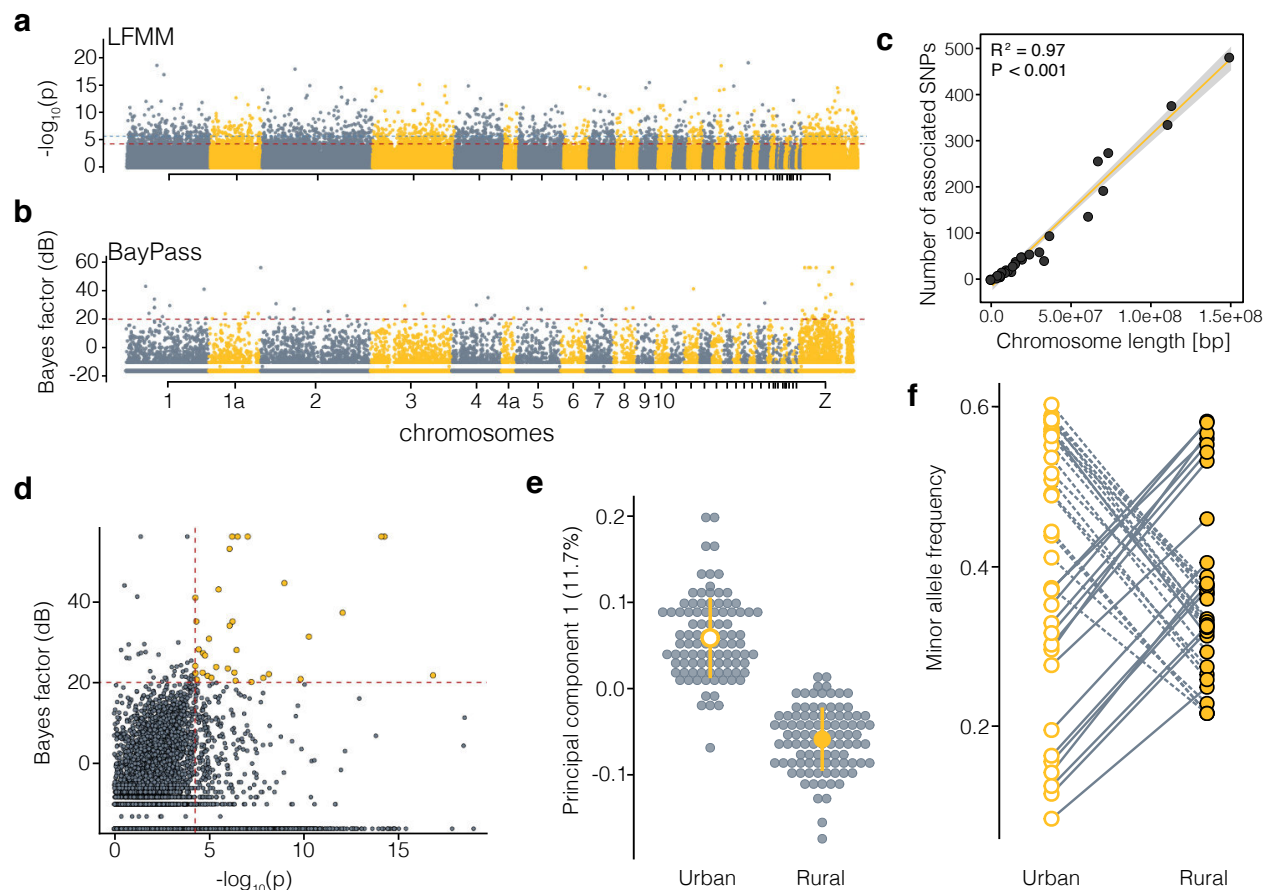 a
LFMM
-log10(p)
20
15
10
5
0
b
BayPass
Bayes factor (dB)
60
40
20
0
-20
1
1a
2
3
4
4a
5
6
7
8
9
10
Z
chromosomes
c
R² = 0.97
P < 0.001
Number of associated SNPs
500
400
300
200
100
0
0.0
5.0e+07
1.0e+08
1.5e+08
Chromosome length [bp]
d
Bayes factor (dB)
40
20
0
0
5
10
15
-log10(p)
e
Principal component 1 (11.7%)
0.2
0.1
0.0
-0.1
Urban
Rural
f
Minor allele frequency
0.6
0.4
0.2
Urban
Rural